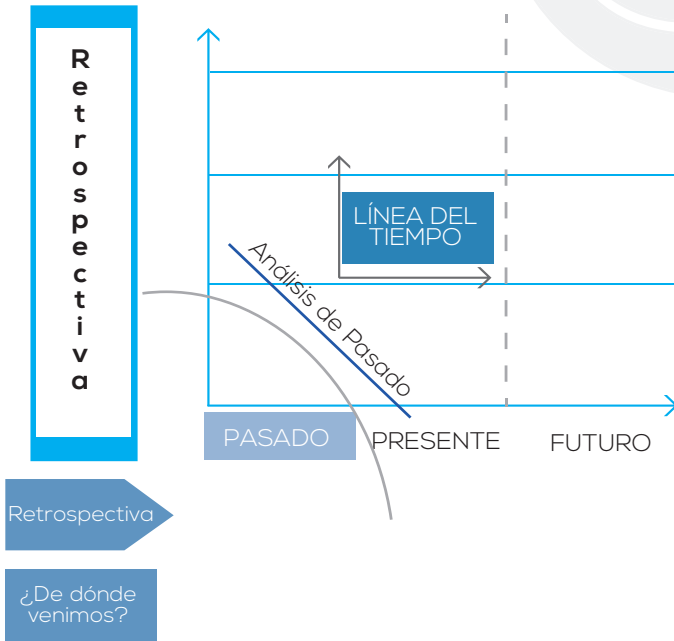 Retrospectiva
LÍNEA DEL
TIEMPO
Análisis de Pasado
PASADO
PRESENTE
FUTURO
Retrospectiva
¿De dónde
venimos?